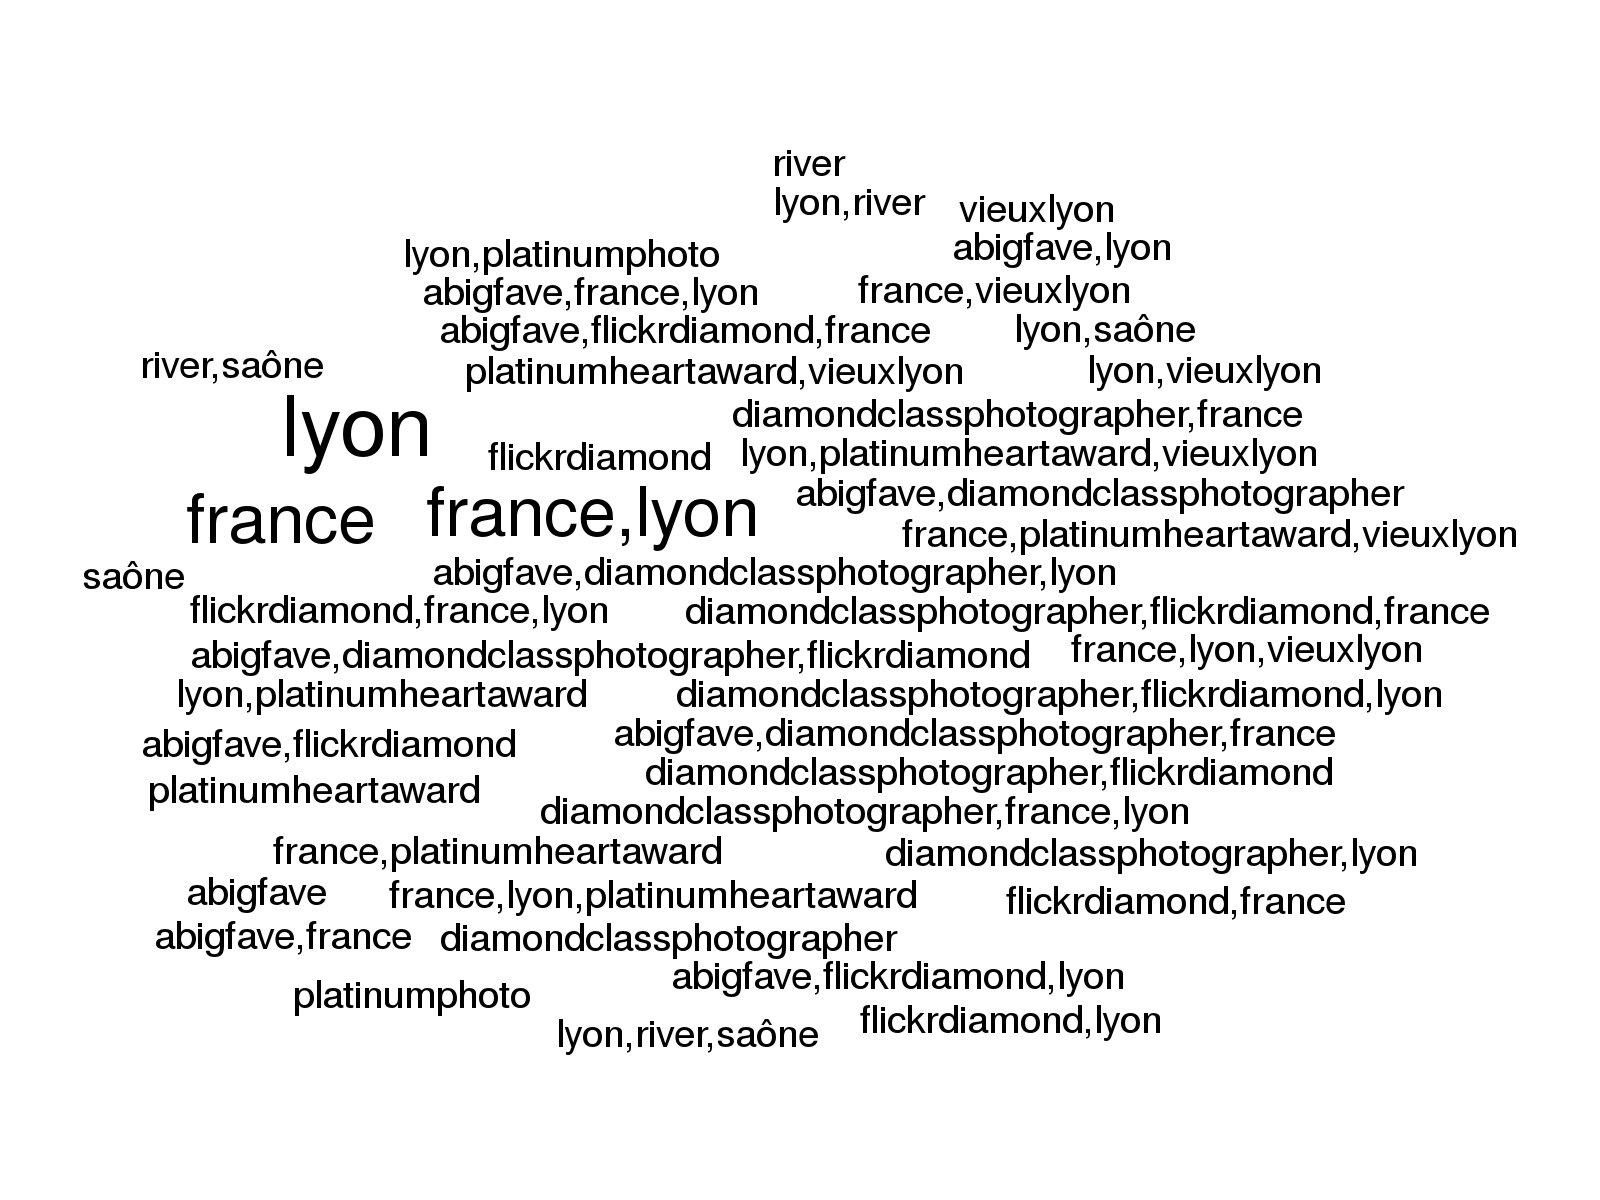 river
lyon,river
vieuxlyon
lyon,platinumphoto
abigfave,lyon
abigfave,france,lyon
france,vieuxlyon
abigfave,flickrdiamond,france
lyon,saône
river,saône
platinumheartaward,vieuxlyon
lyon,vieuxlyon
lyon
diamondclassphotographer,france
flickrdiamond
lyon,platinumheartaward,vieuxlyon
france
france,lyon
abigfave,diamondclassphotographer
france,platinumheartaward,vieuxlyon
saône
abigfave,diamondclassphotographer,lyon
flickrdiamond,france,lyon
diamondclassphotographer,flickrdiamond,france
abigfave,diamondclassphotographer,flickrdiamond
france,lyon,vieuxlyon
lyon,platinumheartaward
diamondclassphotographer,flickrdiamond,lyon
abigfave,flickrdiamond
abigfave,diamondclassphotographer,france
diamondclassphotographer,flickrdiamond
platinumheartaward
diamondclassphotographer,france,lyon
france,platinumheartaward
diamondclassphotographer,lyon
abigfave
france,lyon,platinumheartaward
flickrdiamond,france
abigfave,france
diamondclassphotographer
abigfave,flickrdiamond,lyon
platinumphoto
flickrdiamond,lyon
lyon,river,saône